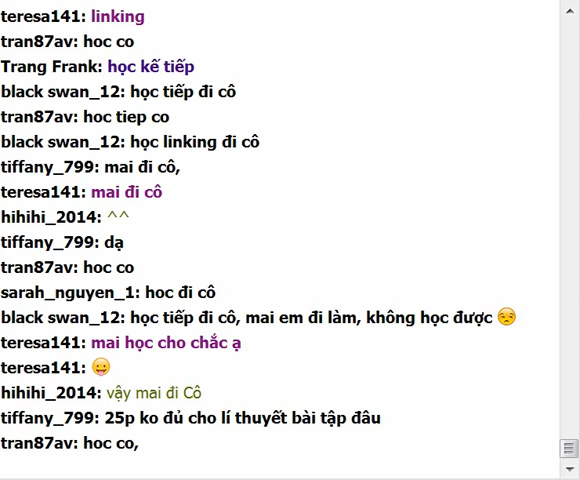 teresa141: linking
tran87av: hoc co
Trang Frank: học kế tiếp
black swan_12: học tiếp đi cô
tran87av: hoc tiep co
black swan_12: học linking đi cô
tiffany_799: mai đi cô,
teresa141: mai đi cô
hihihi_2014: ^^
tiffany_799: dạ
tran87av: hoc co
sarah_nguyen_1: hoc đi cô
black swan_12: học tiếp đi cô, mai em đi làm, không học được
teresa141: mai học cho chắc ạ
teresa141:
hihihi_2014: vậy mai đi Cô
tiffany_799: 25p ko đủ cho lí thuyết bài tập đâu
tran87av: hoc co,